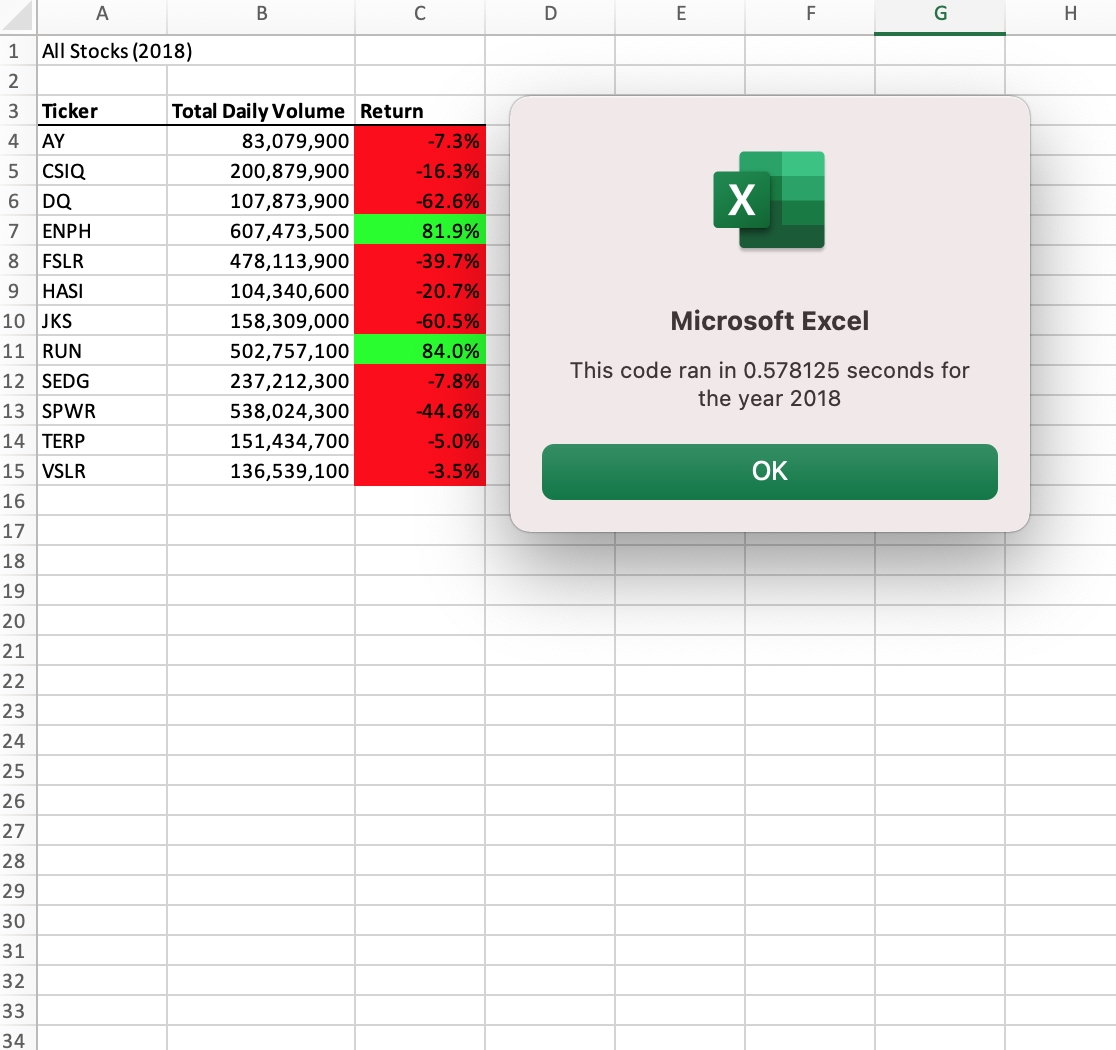 A B C D E F G H
1 All Stocks (2018)
2
3 Ticker Total Daily Volume Return
4 AY 83,079,900 -7.3%
5 CSIQ 200,879,900 -16.3%
6 DQ 107,873,900 -62.6%
7 ENPH 607,473,500 81.9%
8 FSLR 478,113,900 -39.7%
9 HASI 104,340,600 -20.7%
10 JKS 158,309,000 -60.5%
11 RUN 502,757,100 84.0%
12 SEDG 237,212,300 -7.8%
13 SPWR 538,024,300 -44.6%
14 TERP 151,434,700 -5.0%
15 VSLR 136,539,100 -3.5%
16
17
18
19
20
21
22
23
24
25
26
27
28
29
30
31
32
33
34
X
Microsoft Excel
This code ran in 0.578125 seconds for
the year 2018
OK